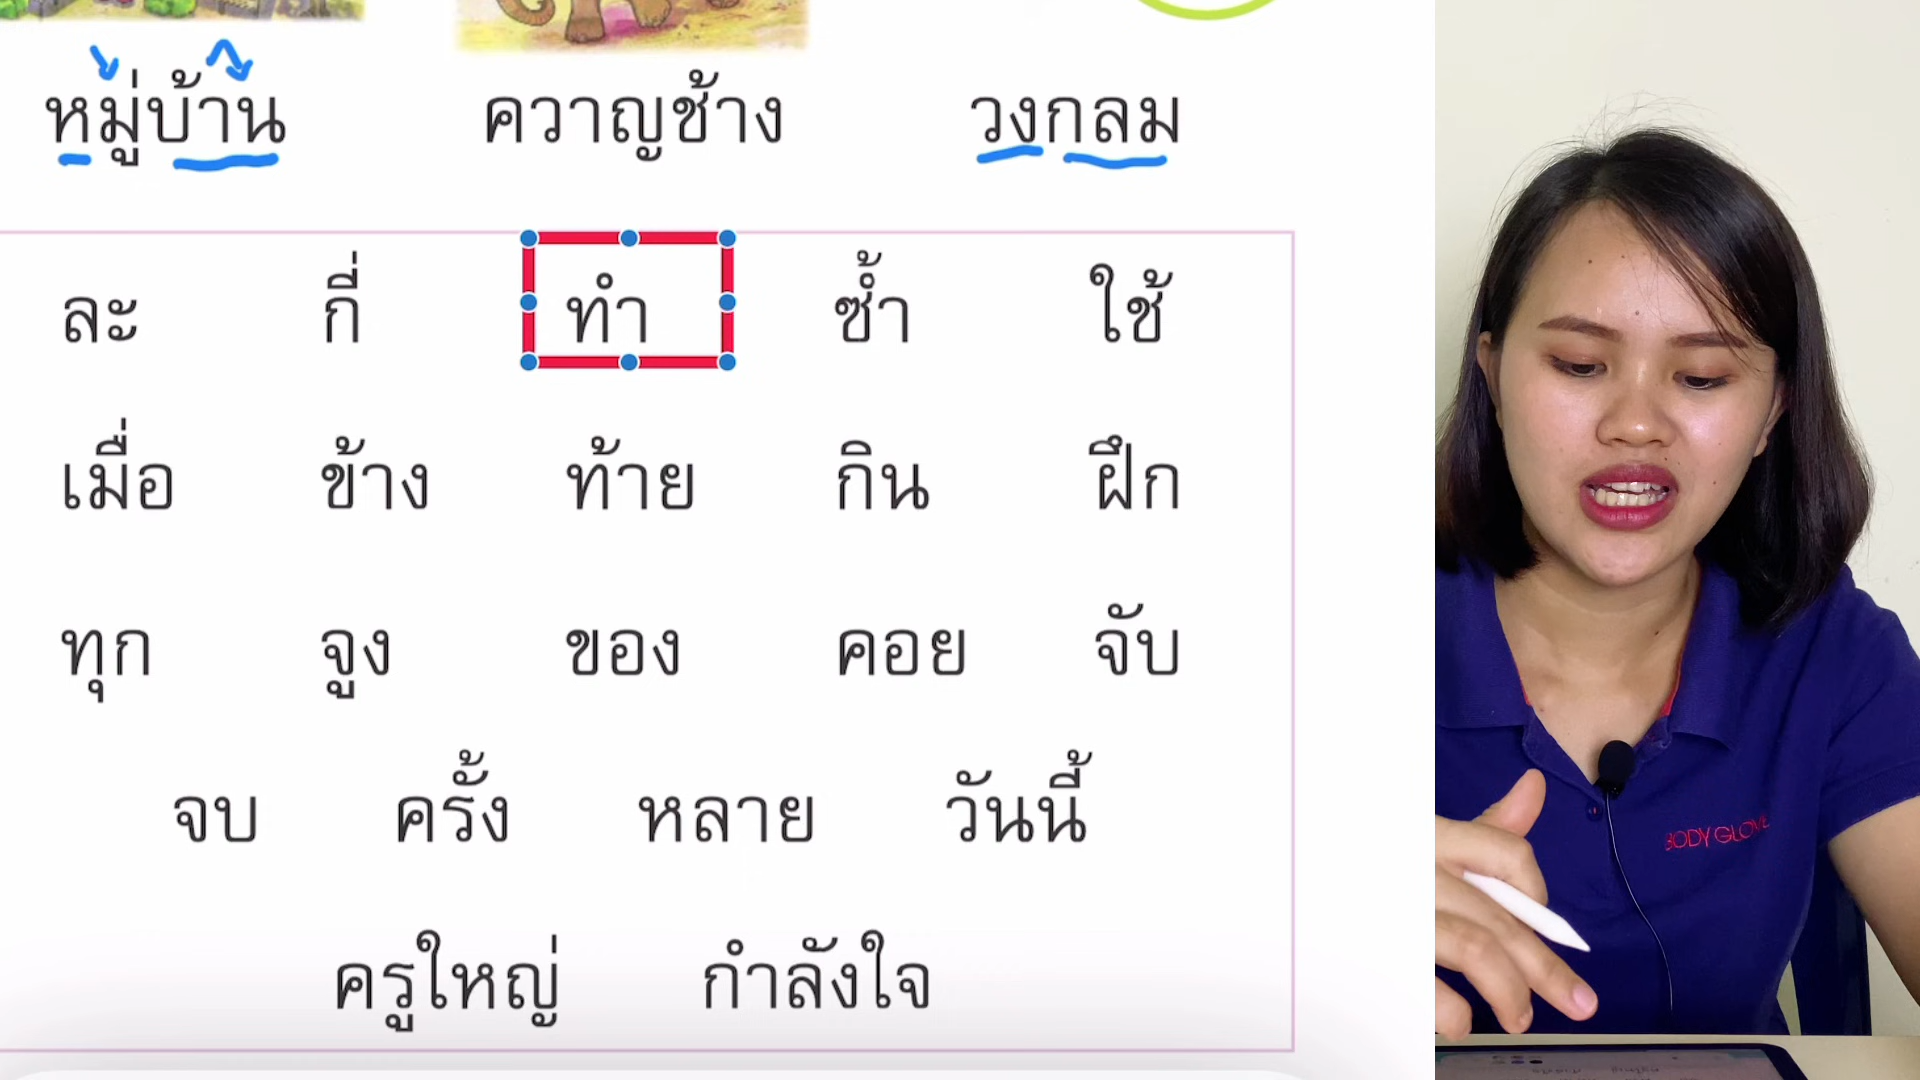 หมู่บ้าน ควาญช้าง วงกลม
ละ กี่ ทำ ซ้ำ ใช้
เมื่อ ข้าง ท้าย กิน ฝึก
ทุก จูง ของ คอย จับ
จบ ครั้ง หลาย วันนี้
ครูใหญ่ กำลังใจ
BODY GLOVE